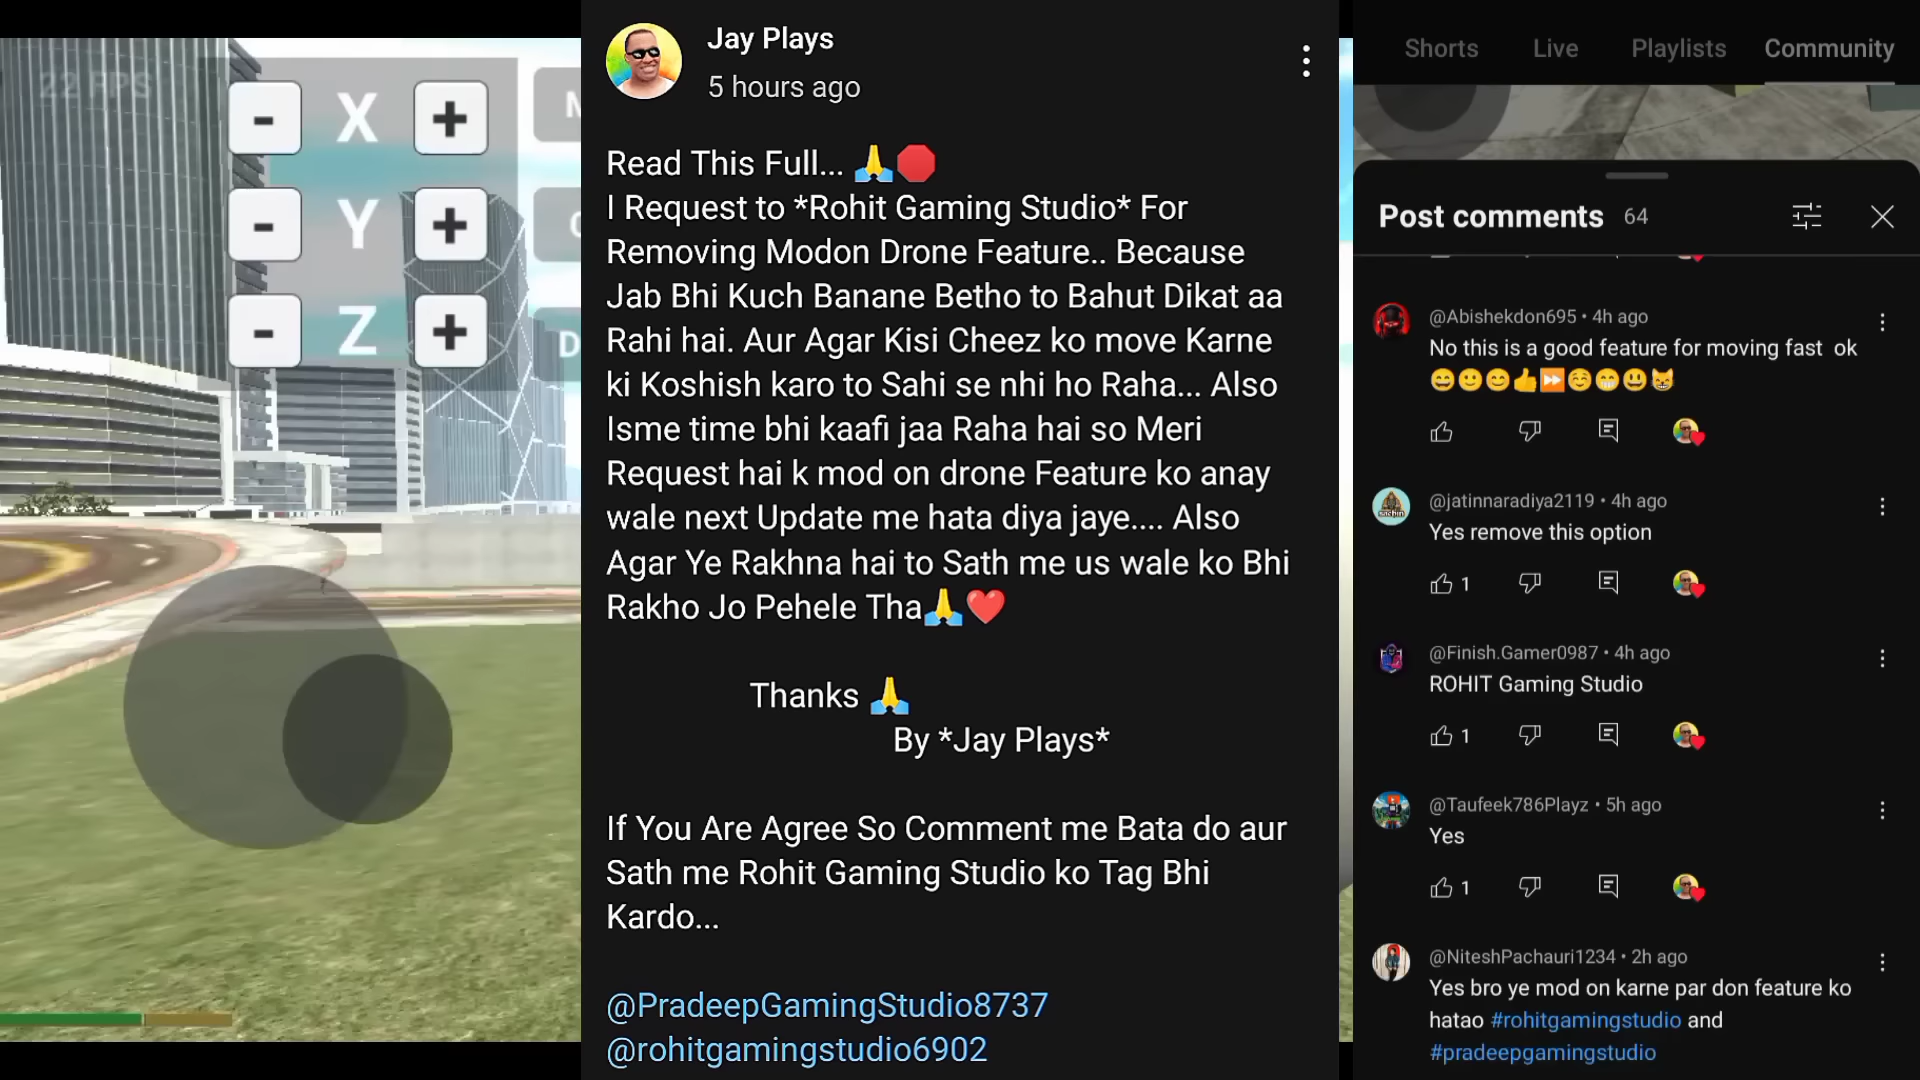 22 FPS
- X +
- Y +
- Z +
M
D
Jay Plays
5 hours ago
Read This Full... 🙏🛑
I Request to *Rohit Gaming Studio* For
Removing Modon Drone Feature.. Because
Jab Bhi Kuch Banane Betho to Bahut Dikat aa
Rahi hai. Aur Agar Kisi Cheez ko move Karne
ki Koshish karo to Sahi se nhi ho Raha... Also
Isme time bhi kaafi jaa Raha hai so Meri
Request hai k mod on drone Feature ko anay
wale next Update me hata diya jaye.... Also
Agar Ye Rakhna hai to Sath me us wale ko Bhi
Rakho Jo Pehele Tha🙏❤️
Thanks 🙏
By *Jay Plays*
If You Are Agree So Comment me Bata do aur
Sath me Rohit Gaming Studio ko Tag Bhi
Kardo...
@PradeepGamingStudio8737
@rohitgamingstudio6902
Shorts Live Playlists Community
Post comments 64
@Abishekdon695 • 4h ago
No this is a good feature for moving fast ok
😄🙂😊👍⏩☺️😁😃😸
@jatinnaradiya2119 • 4h ago
Yes remove this option
1
@Finish.Gamer0987 • 4h ago
ROHIT Gaming Studio
1
@Taufeek786Playz • 5h ago
Yes
1
@NiteshPachauri1234 • 2h ago
Yes bro ye mod on karne par don feature ko
hatao #rohitgamingstudio and
#pradeepgamingstudio